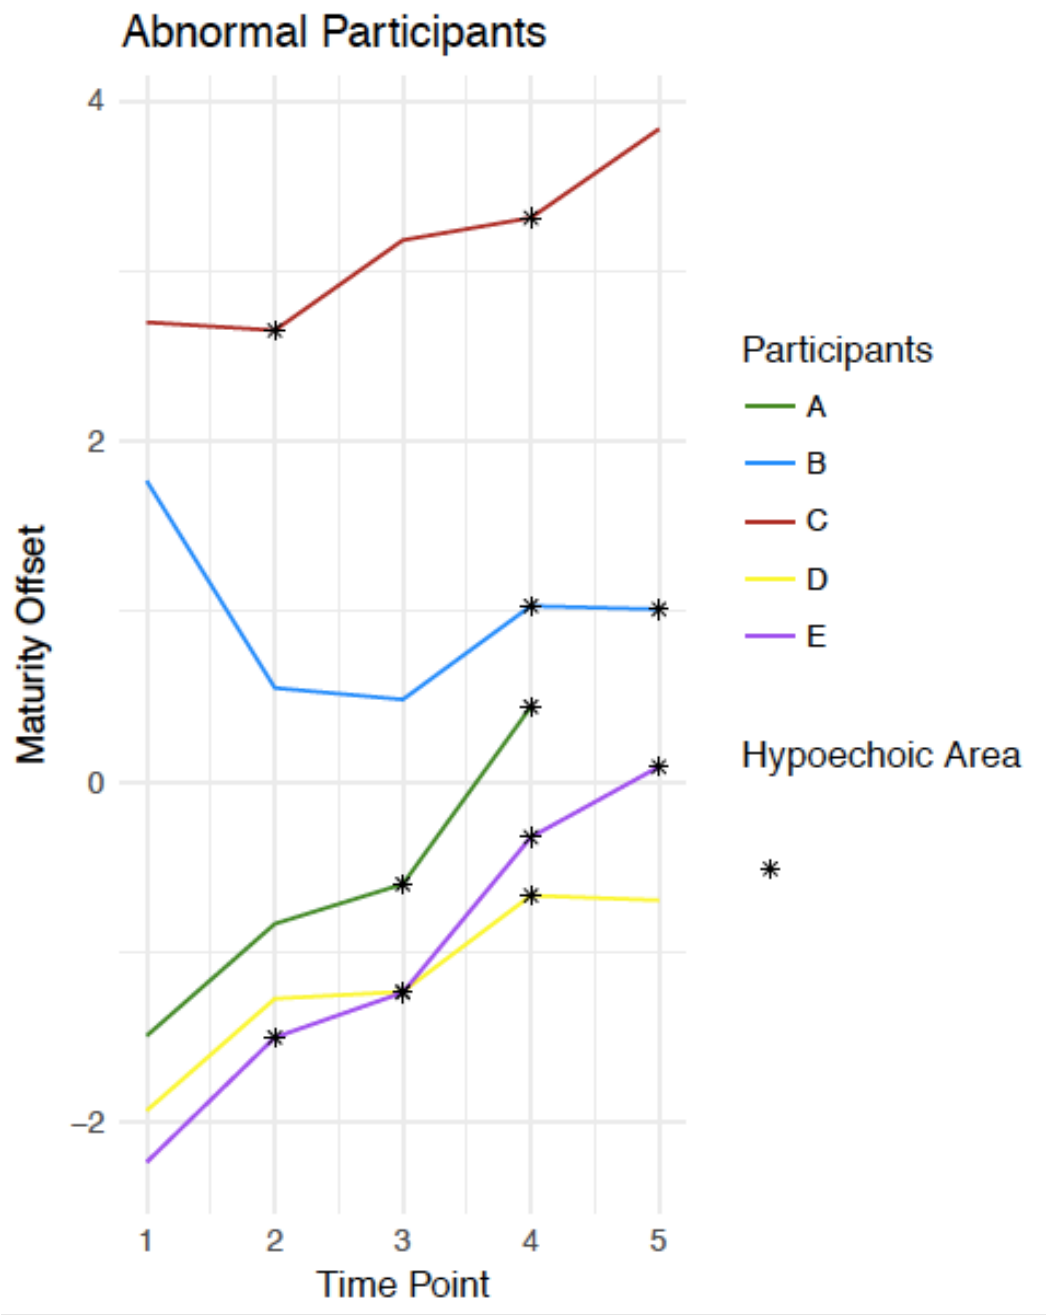 Abnormal Participants
4
2
0
−2
Maturity Offset
1 2 3 4 5
Time Point
Participants
A
B
C
D
E
Hypoechoic Area